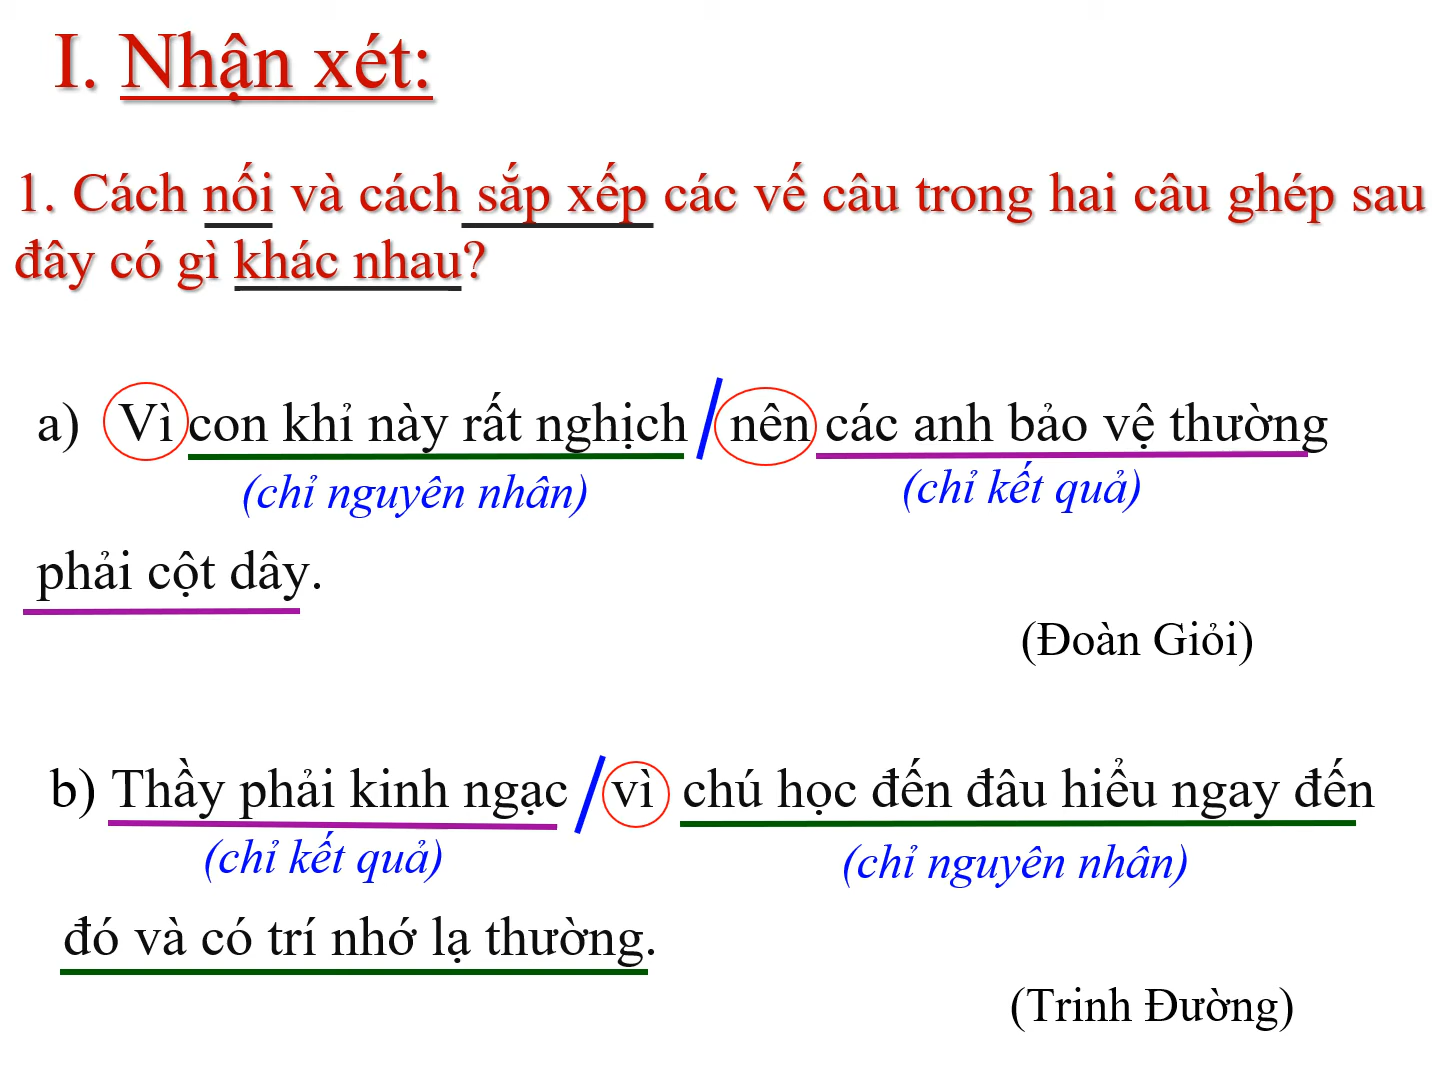 I. Nhận xét:
1. Cách nối và cách sắp xếp các vế câu trong hai câu ghép sau
đây có gì khác nhau?
a) Vì con khỉ này rất nghịch / nên các anh bảo vệ thường
(chỉ nguyên nhân) (chỉ kết quả)
phải cột dây.
(Đoàn Giỏi)
b) Thầy phải kinh ngạc / vì chú học đến đâu hiểu ngay đến
(chỉ kết quả) (chỉ nguyên nhân)
đó và có trí nhớ lạ thường.
(Trinh Đường)